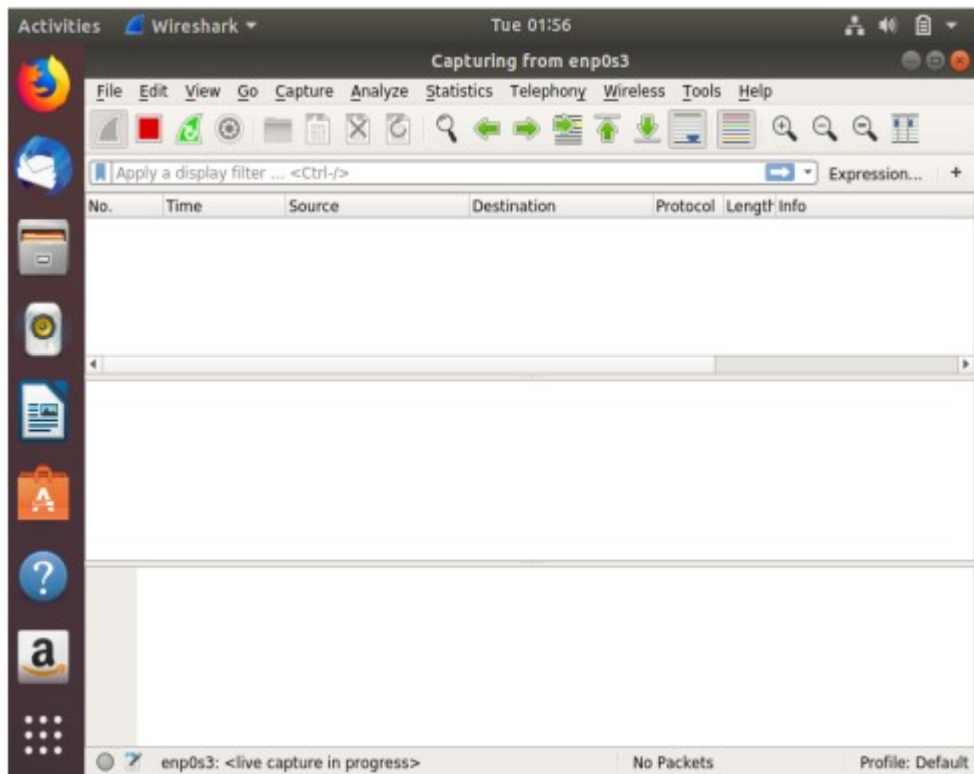 Activities Wireshark Tue 01:56
Capturing from enp0s3
File Edit View Go Capture Analyze Statistics Telephony Wireless Tools Help
Apply a display filter ... <Ctrl-/> Expression... +
No. Time Source Destination Protocol Length Info
enp0s3: <live capture in progress> No Packets Profile: Default